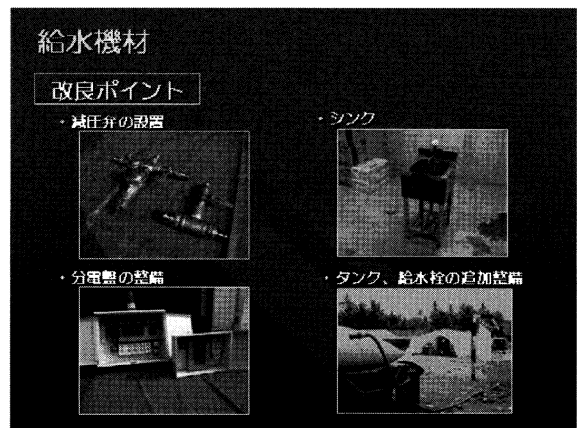 給水機材
改良ポイント
・減圧弁の設置
・シンク
・分電盤の整備
・タンク、給水栓の追加整備